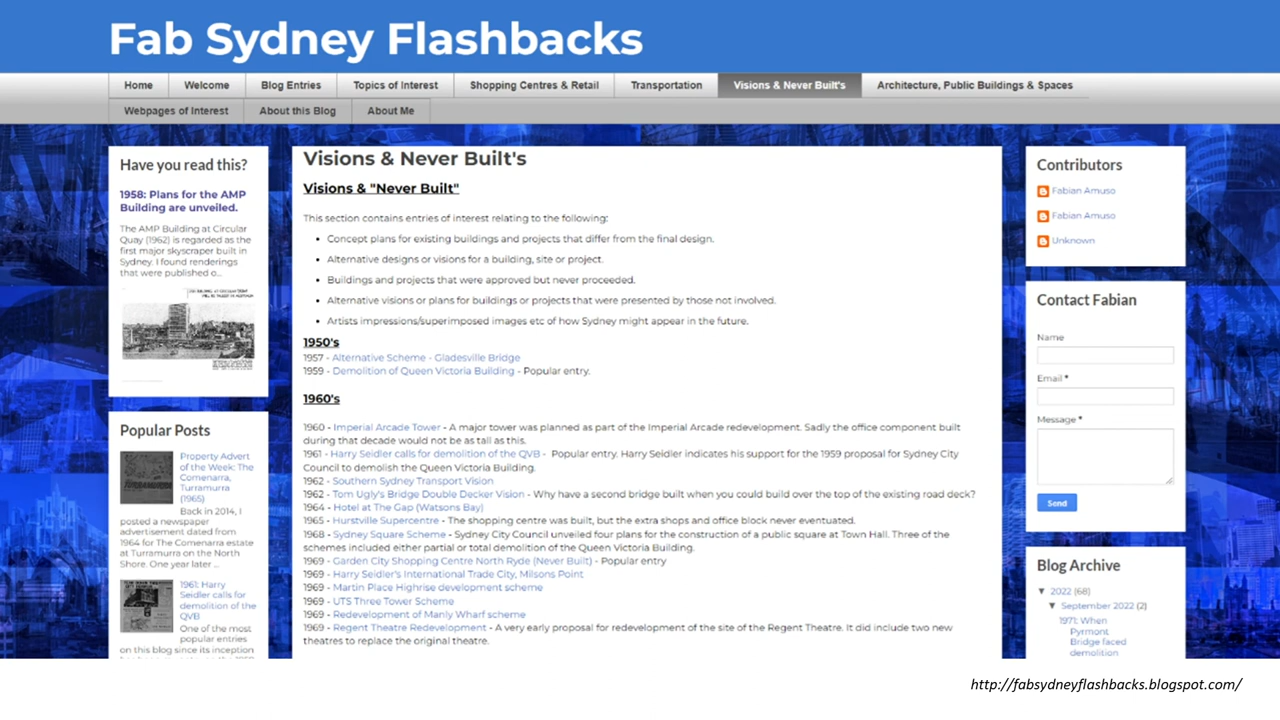 Fab Sydney Flashbacks
Home
Welcome
Blog Entries
Topics of Interest
Shopping Centres & Retail
Transportation
Visions & Never Built's
Architecture, Public Buildings & Spaces
Webpages of Interest
About this Blog
About Me
Have you read this?
1958: Plans for the AMP
Building are unveiled.
The AMP Building at Circular
Quay (1962) is regarded as the
first major skyscraper built in
Sydney. I found renderings
that were published o...
Popular Posts
Property Advert
of the Week: The
Comenarra,
Turramurra
(1965)
Back in 2014, I
posted a newspaper
advertisement dated from
1964 for The Comenarra estate
at Turramurra on the North
Shore. One year later ...
1961: Harry
Seidler calls for
demolition of the
QVB
One of the most
popular entries
on this blog since its inception
Visions & Never Built's
Visions & "Never Built"
This section contains entries of interest relating to the following:
• Concept plans for existing buildings and projects that differ from the final design.
• Alternative designs or visions for a building, site or project.
• Buildings and projects that were approved but never proceeded.
• Alternative visions or plans for buildings or projects that were presented by those not involved.
• Artists impressions/superimposed images etc of how Sydney might appear in the future.
1950's
1957 - Alternative Scheme - Gladesville Bridge
1959 - Demolition of Queen Victoria Building - Popular entry.
1960's
1960 - Imperial Arcade Tower - A major tower was planned as part of the Imperial Arcade redevelopment. Sadly the office component built
during that decade would not be as tall as this.
1961 - Harry Seidler calls for demolition of the QVB - Popular entry. Harry Seidler indicates his support for the 1959 proposal for Sydney City
Council to demolish the Queen Victoria Building.
1962 - Southern Sydney Transport Vision
1962 - Tom Ugly's Bridge Double Decker Vision - Why have a second bridge built when you could build over the top of the existing road deck?
1964 - Hotel at The Gap (Watsons Bay)
1965 - Hurstville Supercentre - The shopping centre was built, but the extra shops and office block never eventuated.
1968 - Sydney Square Scheme - Sydney City Council unveiled four plans for the construction of a public square at Town Hall. Three of the
schemes included either partial or total demolition of the Queen Victoria Building.
1969 - Garden City Shopping Centre North Ryde (Never Built) - Popular entry
1969 - Harry Seidler's International Trade City, Milsons Point
1969 - Martin Place Highrise development scheme
1969 - UTS Three Tower Scheme
1969 - Redevelopment of Manly Wharf scheme
1969 - Regent Theatre Redevelopment - A very early proposal for redevelopment of the site of the Regent Theatre. It did include two new
theatres to replace the original theatre.
Contributors
Fabian Amuso
Fabian Amuso
Unknown
Contact Fabian
Name
Email *
Message *
Send
Blog Archive
▼ 2022 (68)
▼ September 2022 (2)
1971: When
Pyrmont
Bridge faced
demolition
http://fabsydneyflashbacks.blogspot.com/